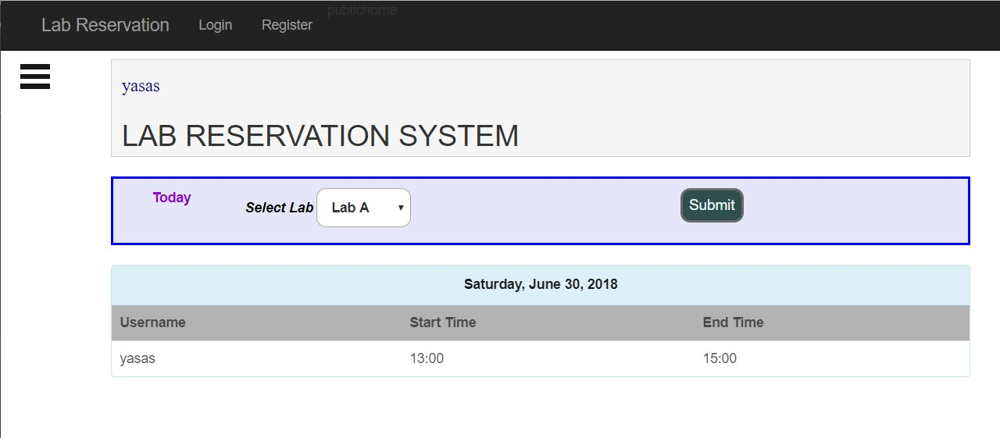 publichome
Lab Reservation Login Register
yasas
LAB RESERVATION SYSTEM
Today Select Lab Lab A Submit
Saturday, June 30, 2018
Username Start Time End Time
yasas 13:00 15:00